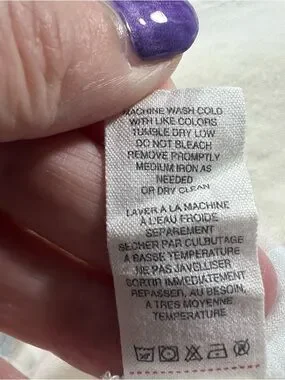 MACHINE WASH COLD
WITH LIKE COLORS
TUMBLE DRY LOW
DO NOT BLEACH
REMOVE PROMPTLY
MEDIUM IRON AS
NEEDED
OR DRY CLEAN
LAVER A LA MACHINE
À L'EAU FROIDE
SEPAREMENT
SECHER PAR CULBUTAGE
A BASSE TEMPERATURE
NE PAS JAVELLISER
SORTIR IMMEDIATEMENT
REPASSER, AU BESOIN,
A TRES MOYENNE
TEMPERATURE